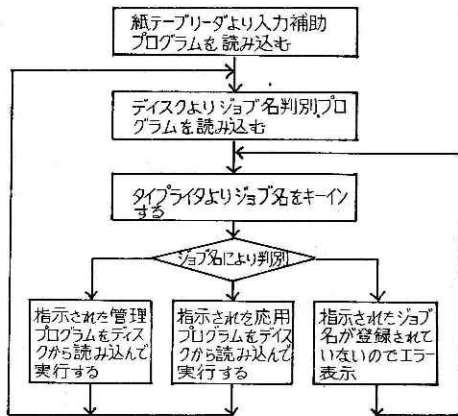 紙テープリーダより入力補助
プログラムを読み込む
ディスクよりジョブ名判別プロ
グラムを読み込む
タイプライタよりジョブ名をキーイン
する
ジョブ名により判別
指示された管理
プログラムをディス
クから読み込んで
実行する
指示された応用
プログラムをディス
クから読み込んで
実行する
指示されたジョブ
名が登録されて
いないのでエラー
表示